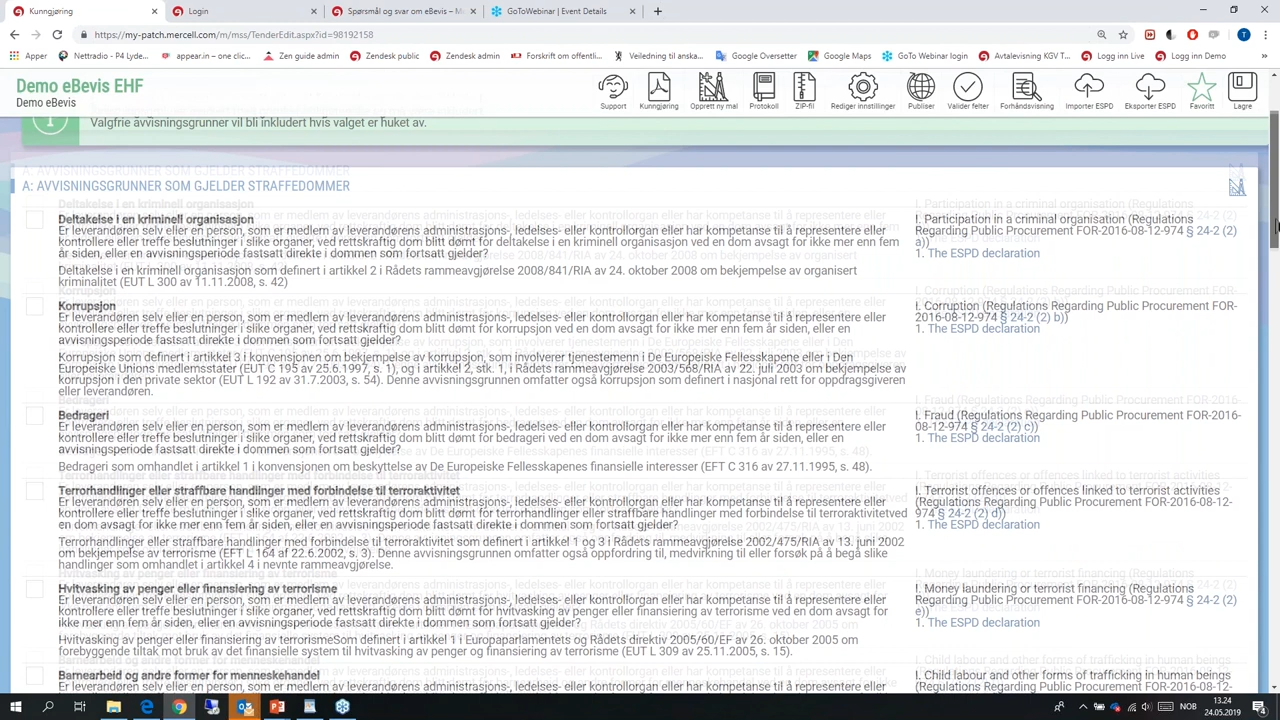 Kunngjøring
Login
Spørsmål og svar om eBevis – Me
GoToWebinar | Event Details
https://my-patch.mercell.com/m/mss/TenderEdit.aspx?id=98192158
Apper
Nettradio - P4 Lyde...
appear.in – one clic...
Zen guide admin
Zendesk public
Zendesk admin
Forskrift om offentli...
Veiledning til anska...
Google Oversetter
Google Maps
GoTo Webinar login
Avtalevisning KGV T...
Logg inn Live
Logg inn Demo
Demo eBevis EHF
Demo eBevis
Support
Kunngjøring
Opprett ny mal
Protokoll
ZIP-fil
Rediger innstillinger
Publiser
Valider felter
Forhåndsvisning
Importer ESPD
Eksporter ESPD
Favoritt
Lagre
Valgfrie avvisningsgrunner vil bli inkludert hvis valget er huket av.
A: AVVISNINGSGRUNNER SOM GJELDER STRAFFEDOMMER
Deltakelse i en kriminell organisasjon
Er leverandøren selv eller en person, som er medlem av leverandørens administrasjons-, ledelses- eller kontrollorgan eller har kompetanse til å representere eller
kontrollere eller treffe beslutninger i slike organer, ved rettskraftig dom blitt dømt for deltakelse i en kriminell organisasjon ved en dom avsagt for ikke mer enn fem
år siden, eller en avvisningsperiode fastsatt direkte i dommen som fortsatt gjelder?
Deltakelse i en kriminell organisasjon som definert i artikkel 2 i Rådets rammeavgjørelse 2008/841/RIA av 24. oktober 2008 om bekjempelse av organisert
kriminalitet (EUT L 300 av 11.11.2008, s. 42)
I. Participation in a criminal organisation (Regulations
Regarding Public Procurement FOR-2016-08-12-974 § 24-2 (2)
a))
1. The ESPD declaration
Korrupsjon
Er leverandøren selv eller en person, som er medlem av leverandørens administrasjons-, ledelses- eller kontrollorgan eller har kompetanse til å representere eller
kontrollere eller treffe beslutninger i slike organer, ved rettskraftig dom blitt dømt for korrupsjon ved en dom avsagt for ikke mer enn fem år siden, eller en
avvisningsperiode fastsatt direkte i dommen som fortsatt gjelder?
Korrupsjon som definert i artikkel 3 i konvensjonen om bekjempelse av korrupsjon, som involverer tjenestemenn i De Europeiske Fellesskapene eller i Den
Europeiske Unions medlemsstater (EUT C 195 av 25.6.1997, s. 1), og i artikkel 2, stk. 1, i Rådets rammeavgjørelse 2003/568/RIA av 22. juli 2003 om bekjempelse av
korrupsjon i den private sektor (EUT L 192 av 31.7.2003, s. 54). Denne avvisningsgrunnen omfatter også korrupsjon som definert i nasjonal rett for oppdragsgiveren
eller leverandøren.
I. Corruption (Regulations Regarding Public Procurement FOR-
2016-08-12-974 § 24-2 (2) b))
1. The ESPD declaration
Bedrageri
Er leverandøren selv eller en person, som er medlem av leverandørens administrasjons-, ledelses- eller kontrollorgan eller har kompetanse til å representere eller
kontrollere eller treffe beslutninger i slike organer, ved rettskraftig dom blitt dømt for bedrageri ved en dom avsagt for ikke mer enn fem år siden, eller en
avvisningsperiode fastsatt direkte i dommen som fortsatt gjelder?
Bedrageri som omhandlet i artikkel 1 i konvensjonen om beskyttelse av De Europeiske Fellesskapenes finansielle interesser (EFT C 316 av 27.11.1995, s. 48).
I. Fraud (Regulations Regarding Public Procurement FOR-2016-
08-12-974 § 24-2 (2) c))
1. The ESPD declaration
Terrorhandlinger eller straffbare handlinger med forbindelse til terroraktivitet
Er leverandøren selv eller en person, som er medlem av leverandørens administrasjons-, ledelses- eller kontrollorgan eller har kompetanse til å representere eller
kontrollere eller treffe beslutninger i slike organer, ved rettskraftig dom blitt dømt for terrorhandlinger eller straffbare handlinger med forbindelse til terroraktivitetved
en dom avsagt for ikke mer enn fem år siden, eller en avvisningsperiode fastsatt direkte i dommen som fortsatt gjelder?
Terrorhandlinger eller straffbare handlinger med forbindelse til terroraktivitet som definert i artikkel 1 og 3 i Rådets rammeavgjørelse 2002/475/RIA av 13. juni 2002
om bekjempelse av terrorisme (EFT L 164 af 22.6.2002, s. 3). Denne avvisningsgrunnen omfatter også oppfordring til, medvirkning til eller forsøk på å begå slike
handlinger som omhandlet i artikkel 4 i nevnte rammeavgjørelse.
I. Terrorist offences or offences linked to terrorist activities
(Regulations Regarding Public Procurement FOR-2016-08-12-
974 § 24-2 (2) d))
1. The ESPD declaration
Hvitvasking av penger eller finansiering av terrorisme
Er leverandøren selv eller en person, som er medlem av leverandørens administrasjons-, ledelses- eller kontrollorgan eller har kompetanse til å representere eller
kontrollere eller treffe beslutninger i slike organer, ved rettskraftig dom blitt dømt for hvitvasking av penger eller finansiering av terrorisme ved en dom avsagt for
ikke mer enn fem år siden, eller en avvisningsperiode fastsatt direkte i dommen som fortsatt gjelder?
Hvitvasking av penger eller finansiering av terrorismeSom definert i artikkel 1 i Europaparlamentets og Rådets direktiv 2005/60/EF av 26. oktober 2005 om
forebyggende tiltak mot bruk av det finansielle system til hvitvasking av penger og finansiering av terrorisme (EUT L 309 av 25.11.2005, s. 15).
I. Money laundering or terrorist financing (Regulations
Regarding Public Procurement FOR-2016-08-12-974 § 24-2 (2)
e))
1. The ESPD declaration
Barnearbeid og andre former for menneskehandel
Er leverandøren selv eller en person, som er medlem av leverandørens administrasjons-, ledelses- eller kontrollorgan eller har kompetanse til å representere eller
I. Child labour and other forms of trafficking in human beings
(Regulations Regarding Public Procurement FOR-2016-08-12-
NOB
13.24
24.05.2019